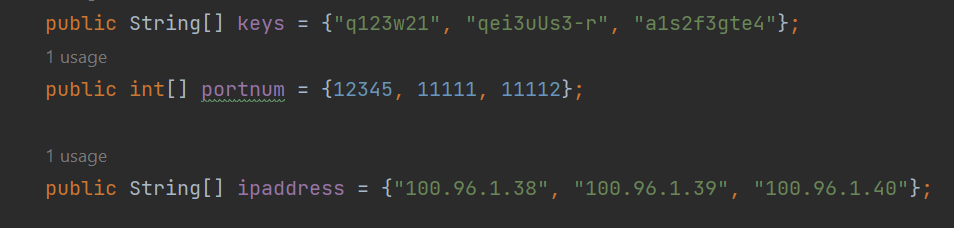 public String[] keys = {"q123w21", "qei3uUs3-r", "a1s2f3gte4"};
1 usage
public int[] portnum = {12345, 11111, 11112};
1 usage
public String[] ipaddress = {"100.96.1.38", "100.96.1.39", "100.96.1.40"};